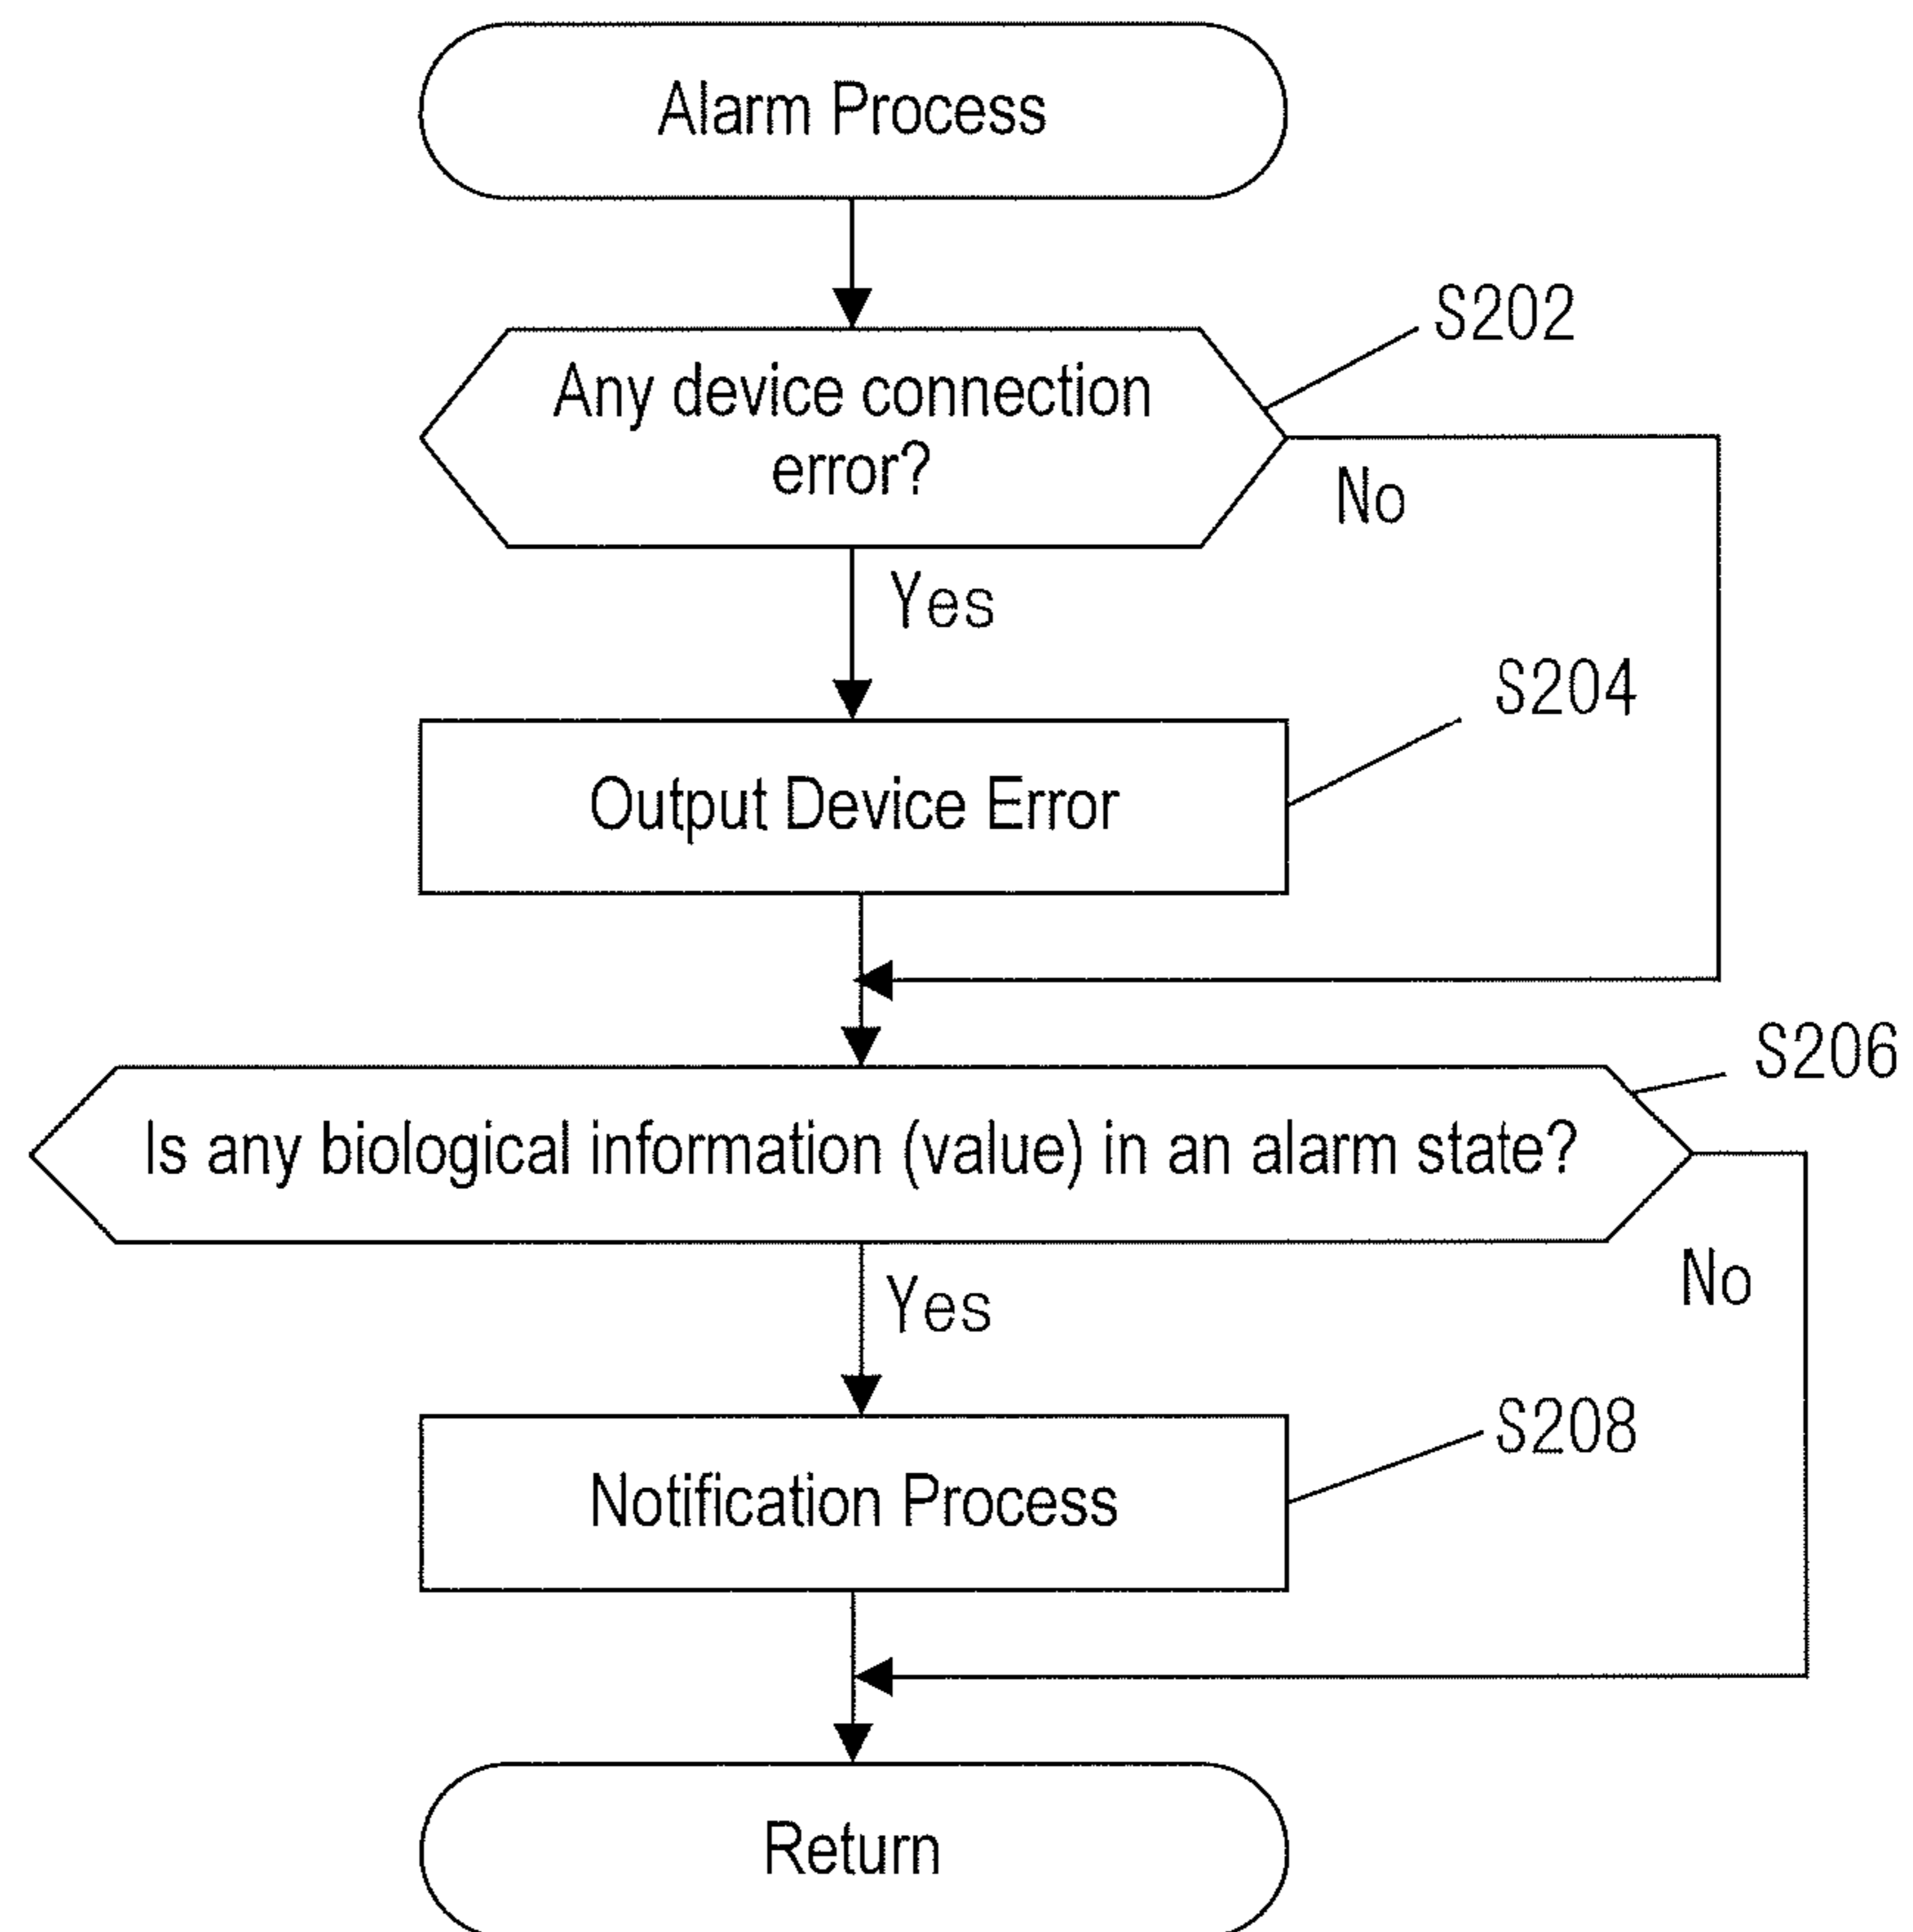 Alarm Process
S202
Any device connection
error?
No
Yes
S204
Output Device Error
S206
Is any biological information (value) in an alarm state?
No
Yes
S208
Notification Process
Return